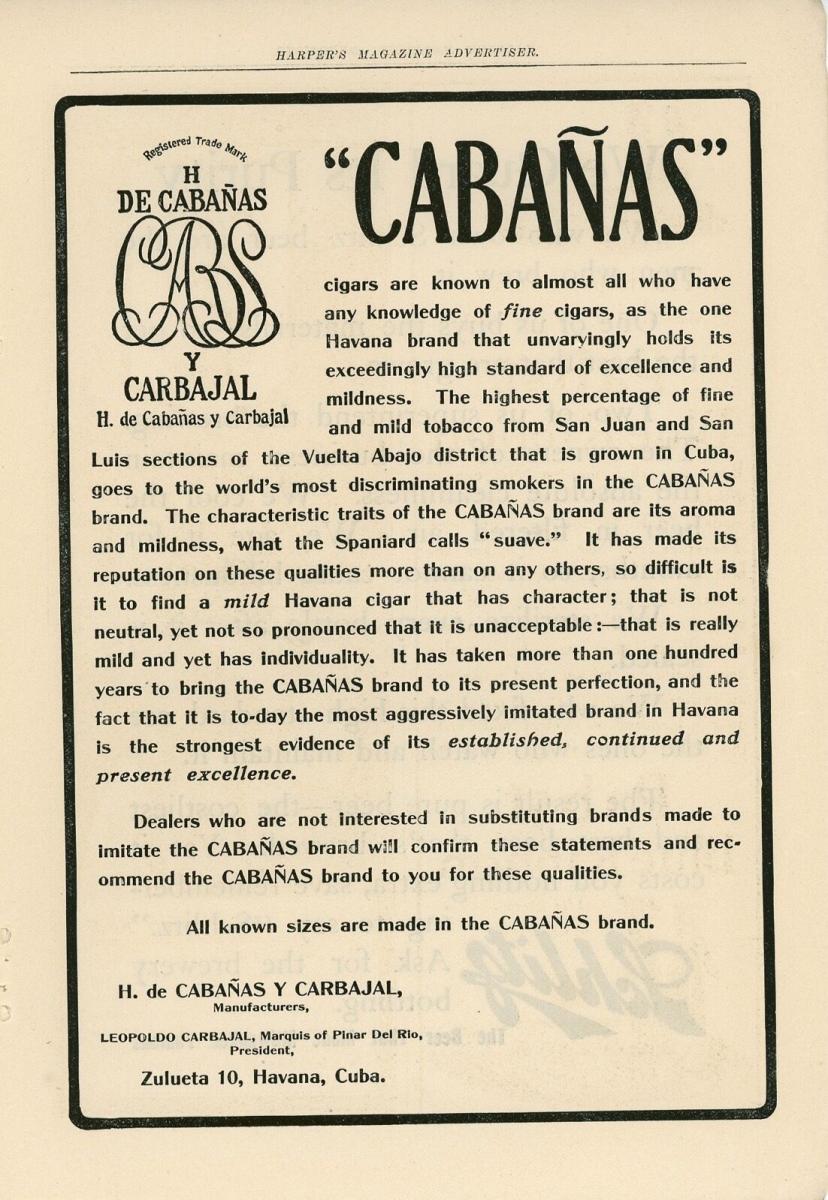 HARPER'S MAGAZINE ADVERTISER.
Registered Trade Mark
H
DE CABAÑAS
CABS
Y
CARBAJAL
H. de Cabañas y Carbajal
“CABAÑAS”
cigars are known to almost all who have
any knowledge of fine cigars, as the one
Havana brand that unvaryingly holds its
exceedingly high standard of excellence and
mildness. The highest percentage of fine
and mild tobacco from San Juan and San
Luis sections of the Vuelta Abajo district that is grown in Cuba,
goes to the world's most discriminating smokers in the CABAÑAS
brand. The characteristic traits of the CABAÑAS brand are its aroma
and mildness, what the Spaniard calls “suave.” It has made its
reputation on these qualities more than on any others, so difficult is
it to find a mild Havana cigar that has character; that is not
neutral, yet not so pronounced that it is unacceptable:—that is really
mild and yet has individuality. It has taken more than one hundred
years to bring the CABAÑAS brand to its present perfection, and the
fact that it is to-day the most aggressively imitated brand in Havana
is the strongest evidence of its established, continued and
present excellence.
Dealers who are not interested in substituting brands made to
imitate the CABAÑAS brand will confirm these statements and rec-
ommend the CABAÑAS brand to you for these qualities.
All known sizes are made in the CABAÑAS brand.
H. de CABAÑAS Y CARBAJAL,
Manufacturers,
LEOPOLDO CARBAJAL, Marquis of Pinar Del Rio,
President,
Zulueta 10, Havana, Cuba.